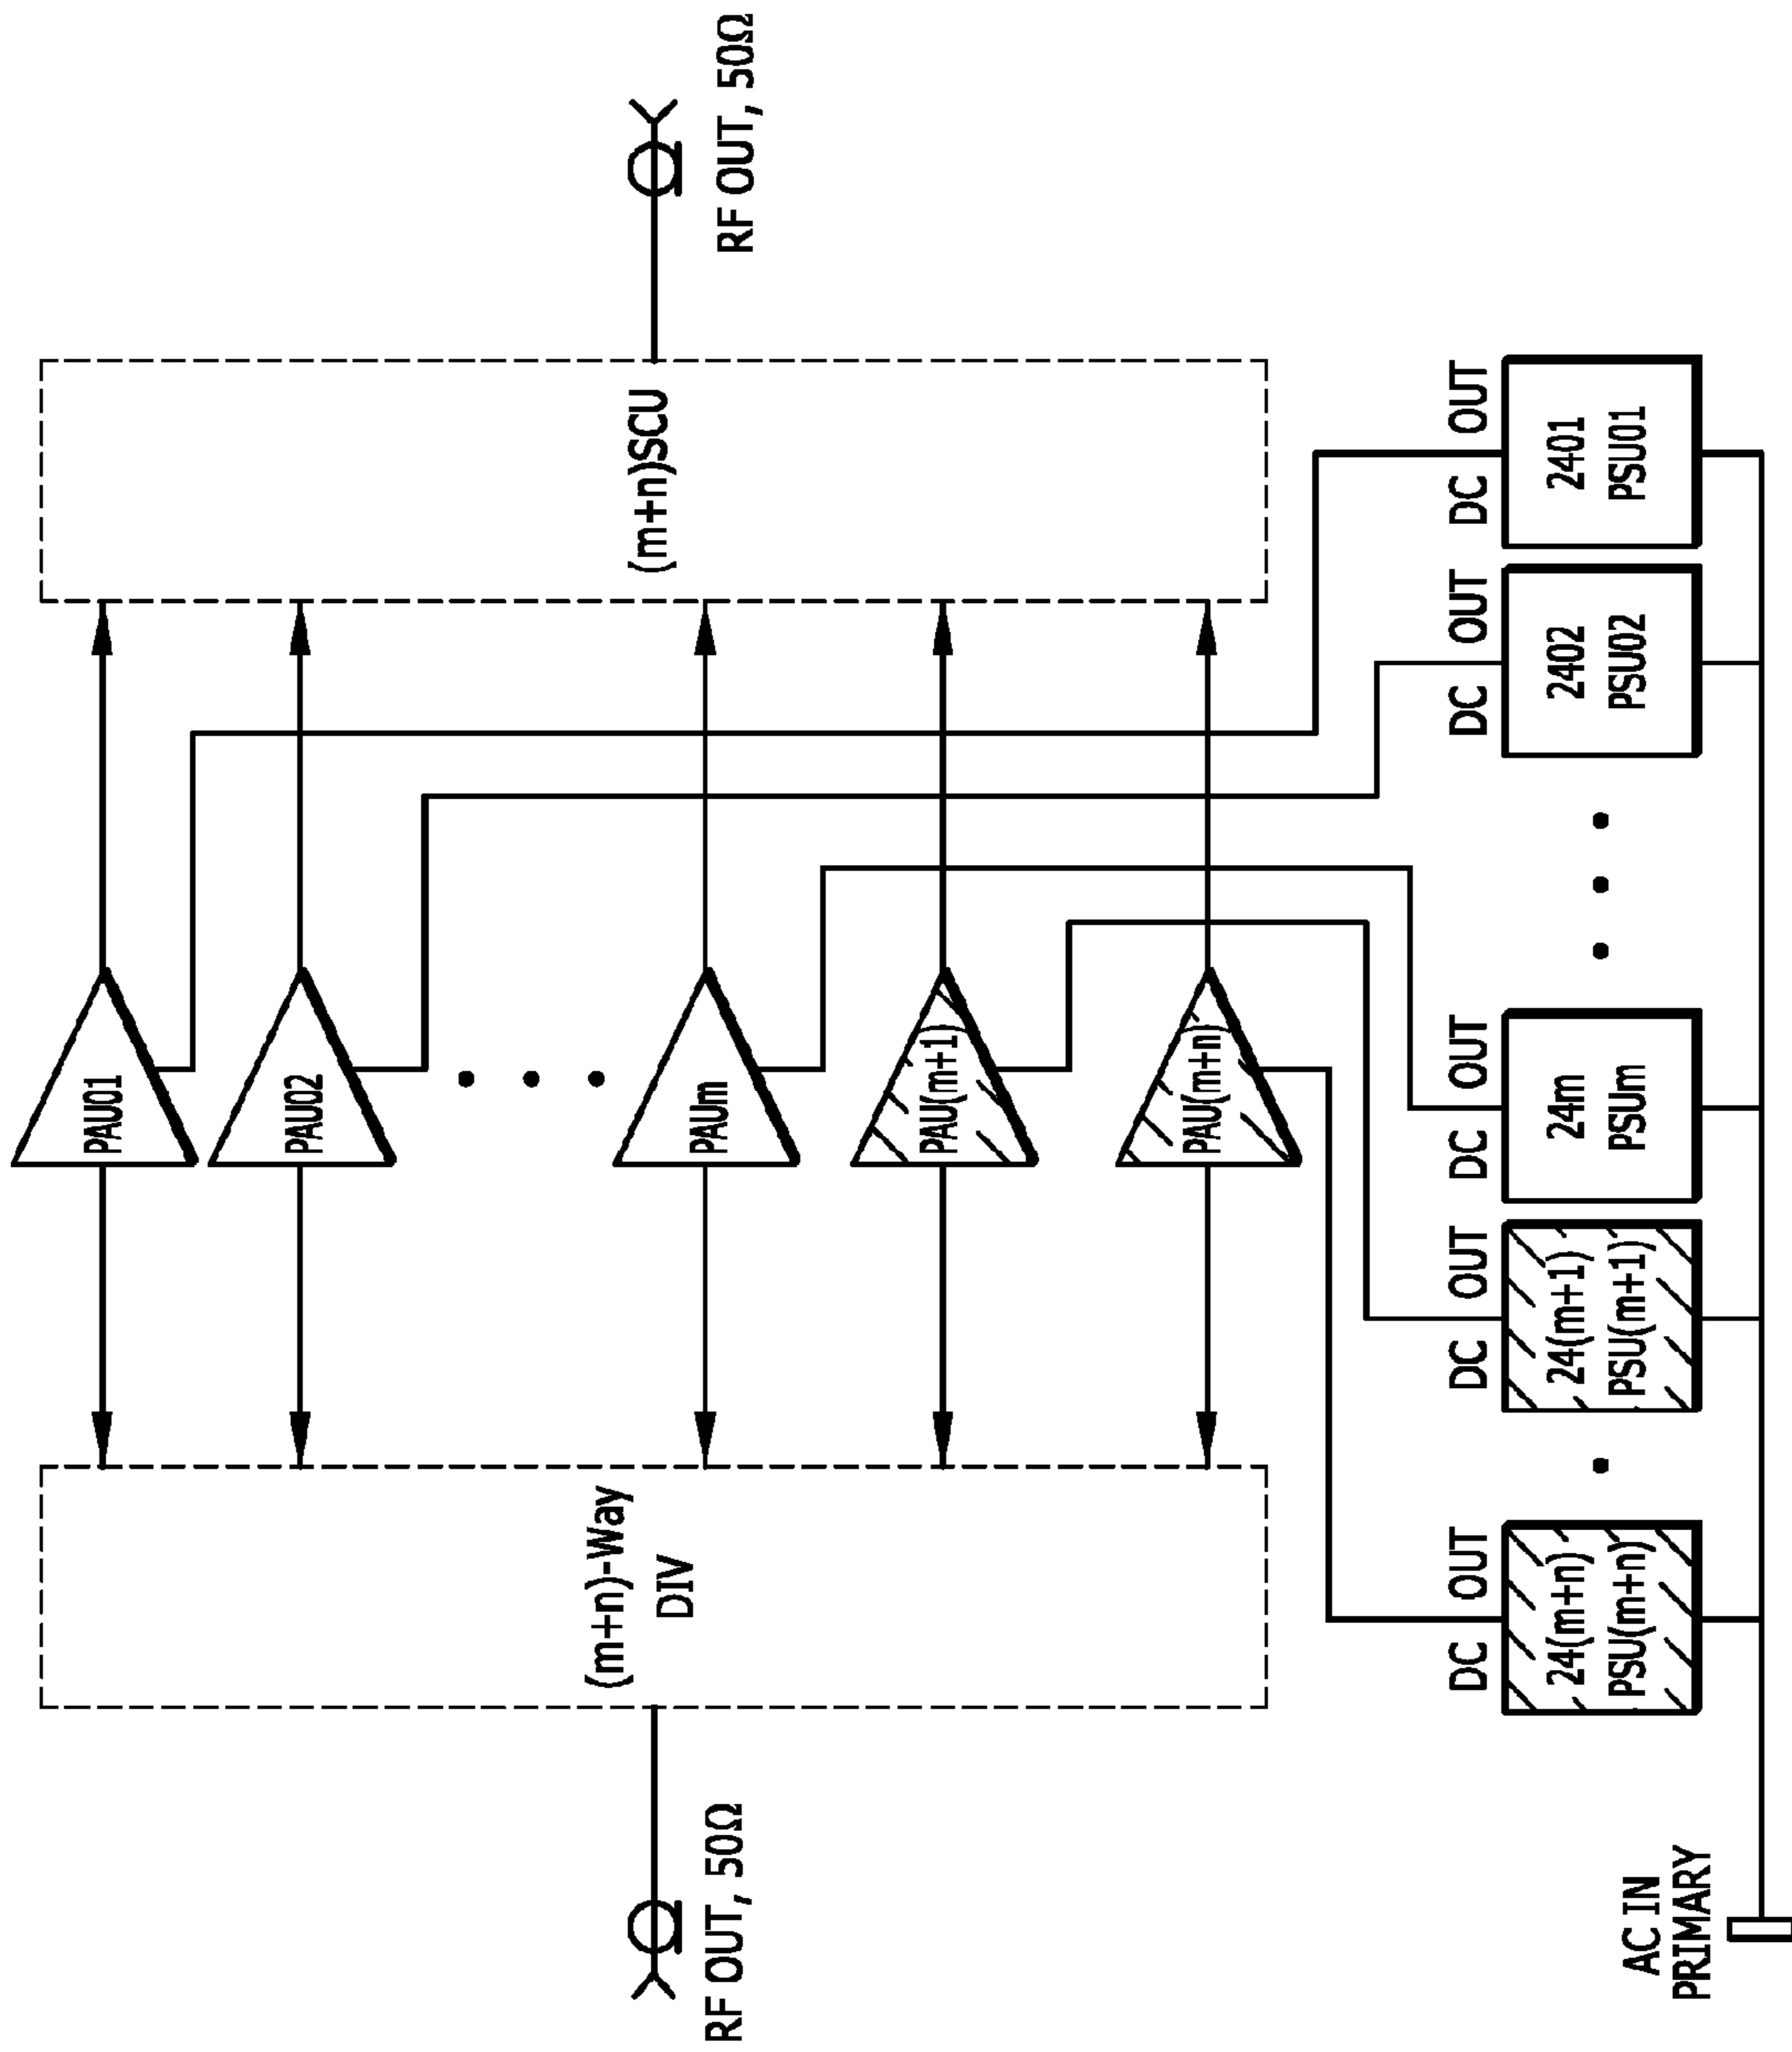 RF OUT, 50Ω
(m+n)-Way
DIV
PAU01
PAU02
PAUm
PAU(m+1)
PAU(m+n)
(m+n)SCU
RF OUT, 50Ω
AC IN
PRIMARY
DC OUT
24(m+n)
PSU(m+n)
DC OUT
24(m+1)
PSU(m+1)
DC OUT
24m
PSUm
DC OUT
2402
PSU02
DC OUT
2401
PSU01